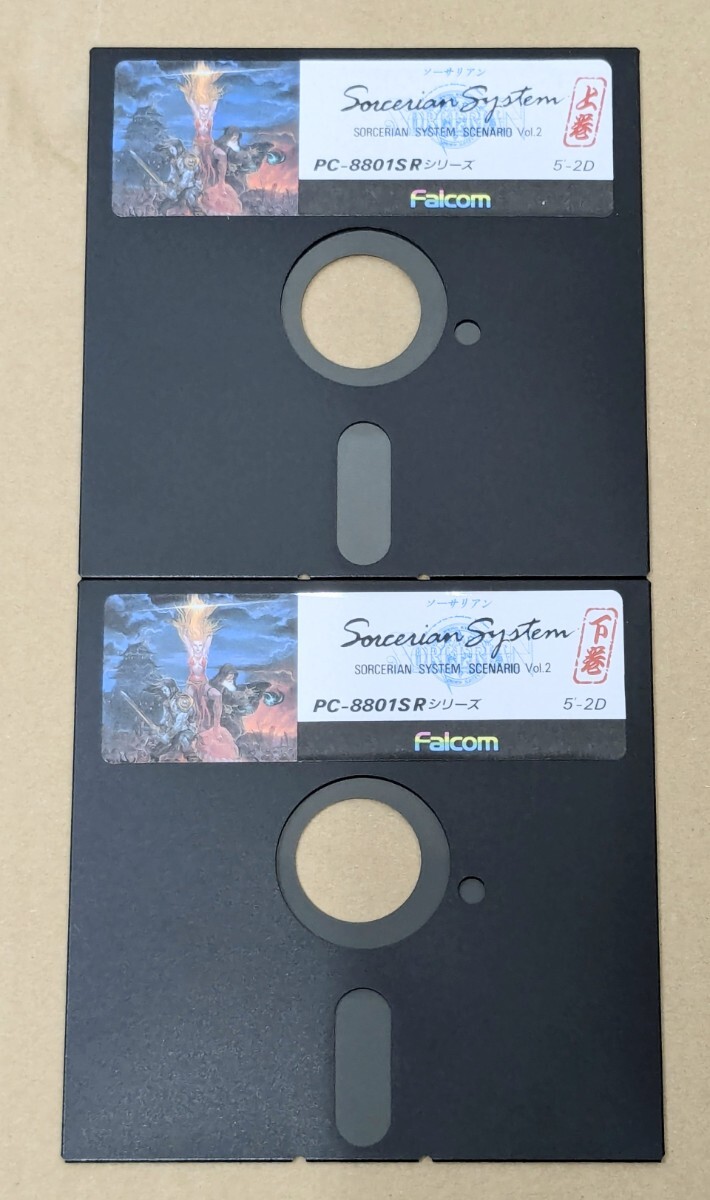 ソーサリアン
Sorcerian System
SORCERIAN
SORCERIAN SYSTEM SCENARIO Vol.2
上巻
PC-8801SRシリーズ 5"-2D
Falcom
ソーサリアン
Sorcerian System
SORCERIAN
SORCERIAN SYSTEM SCENARIO Vol.2
下巻
PC-8801SRシリーズ 5"-2D
Falcom